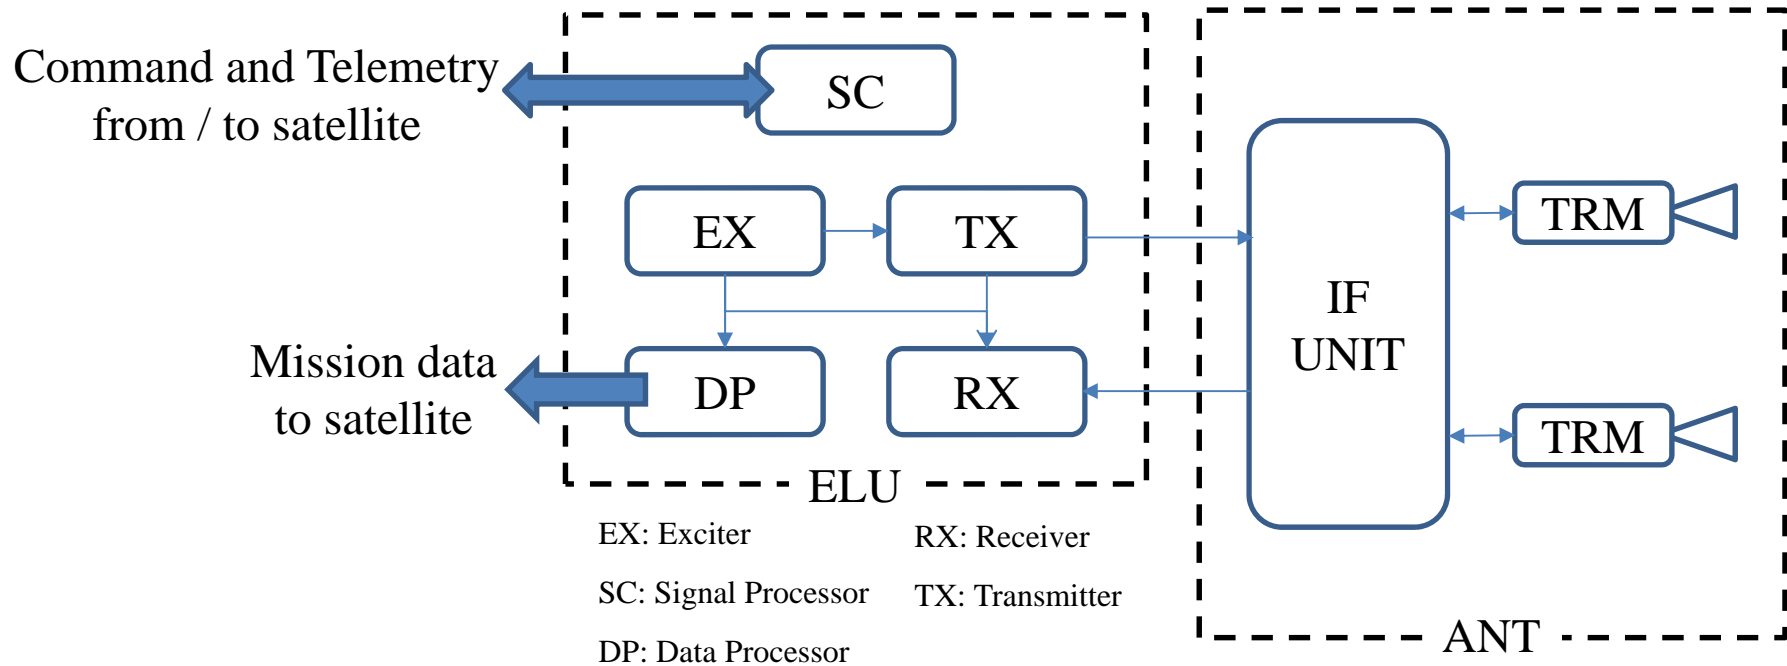 Command and Telemetry
from / to satellite
SC
EX
TX
TRM
IF
UNIT
Mission data
to satellite
DP
RX
TRM
ELU
EX: Exciter
RX: Receiver
SC: Signal Processor
TX: Transmitter
DP: Data Processor
ANT